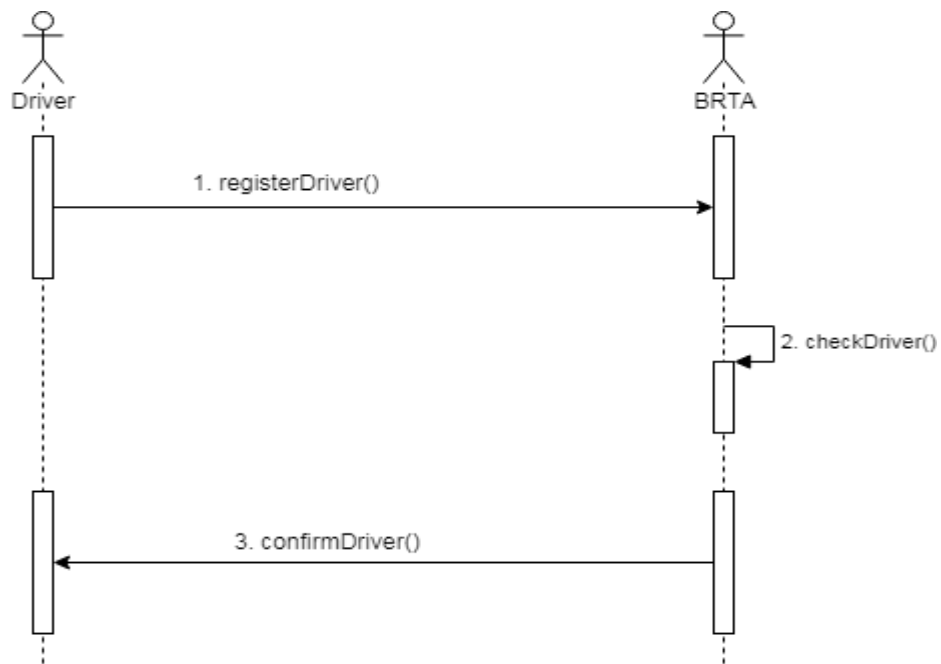 Driver
BRTA
1. registerDriver()
2. checkDriver()
3. confirmDriver()